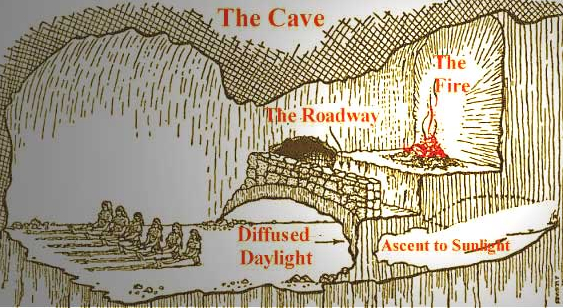 The Cave
The
Fire
The Roadway
Diffused
Daylight
Ascent to Sunlight